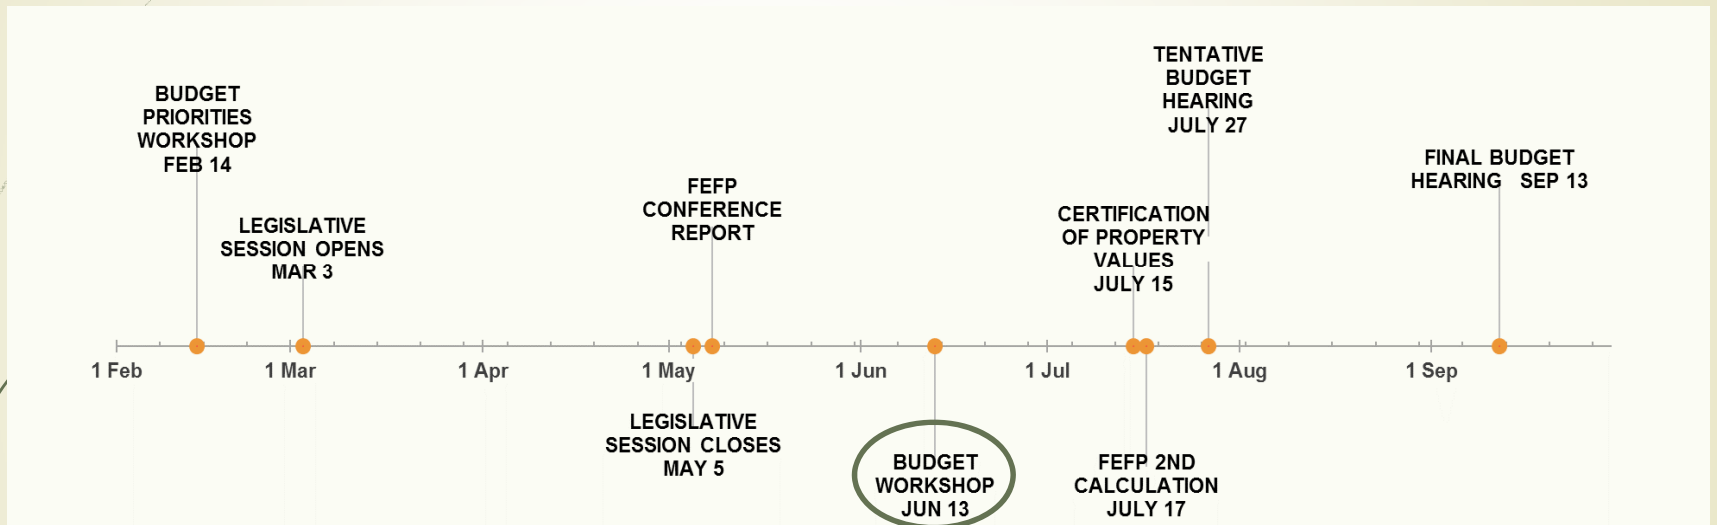 BUDGET
PRIORITIES
WORKSHOP
FEB 14
LEGISLATIVE
SESSION OPENS
MAR 3
FEFP
CONFERENCE
REPORT
CERTIFICATION
OF PROPERTY
VALUES
JULY 15
TENTATIVE
BUDGET
HEARING
JULY 27
FINAL BUDGET
HEARING SEP 13
1 Feb
1 Mar
1 Apr
1 May
1 Jun
1 Jul
1 Aug
1 Sep
LEGISLATIVE
SESSION CLOSES
MAY 5
BUDGET
WORKSHOP
JUN 13
FEFP 2ND
CALCULATION
JULY 17